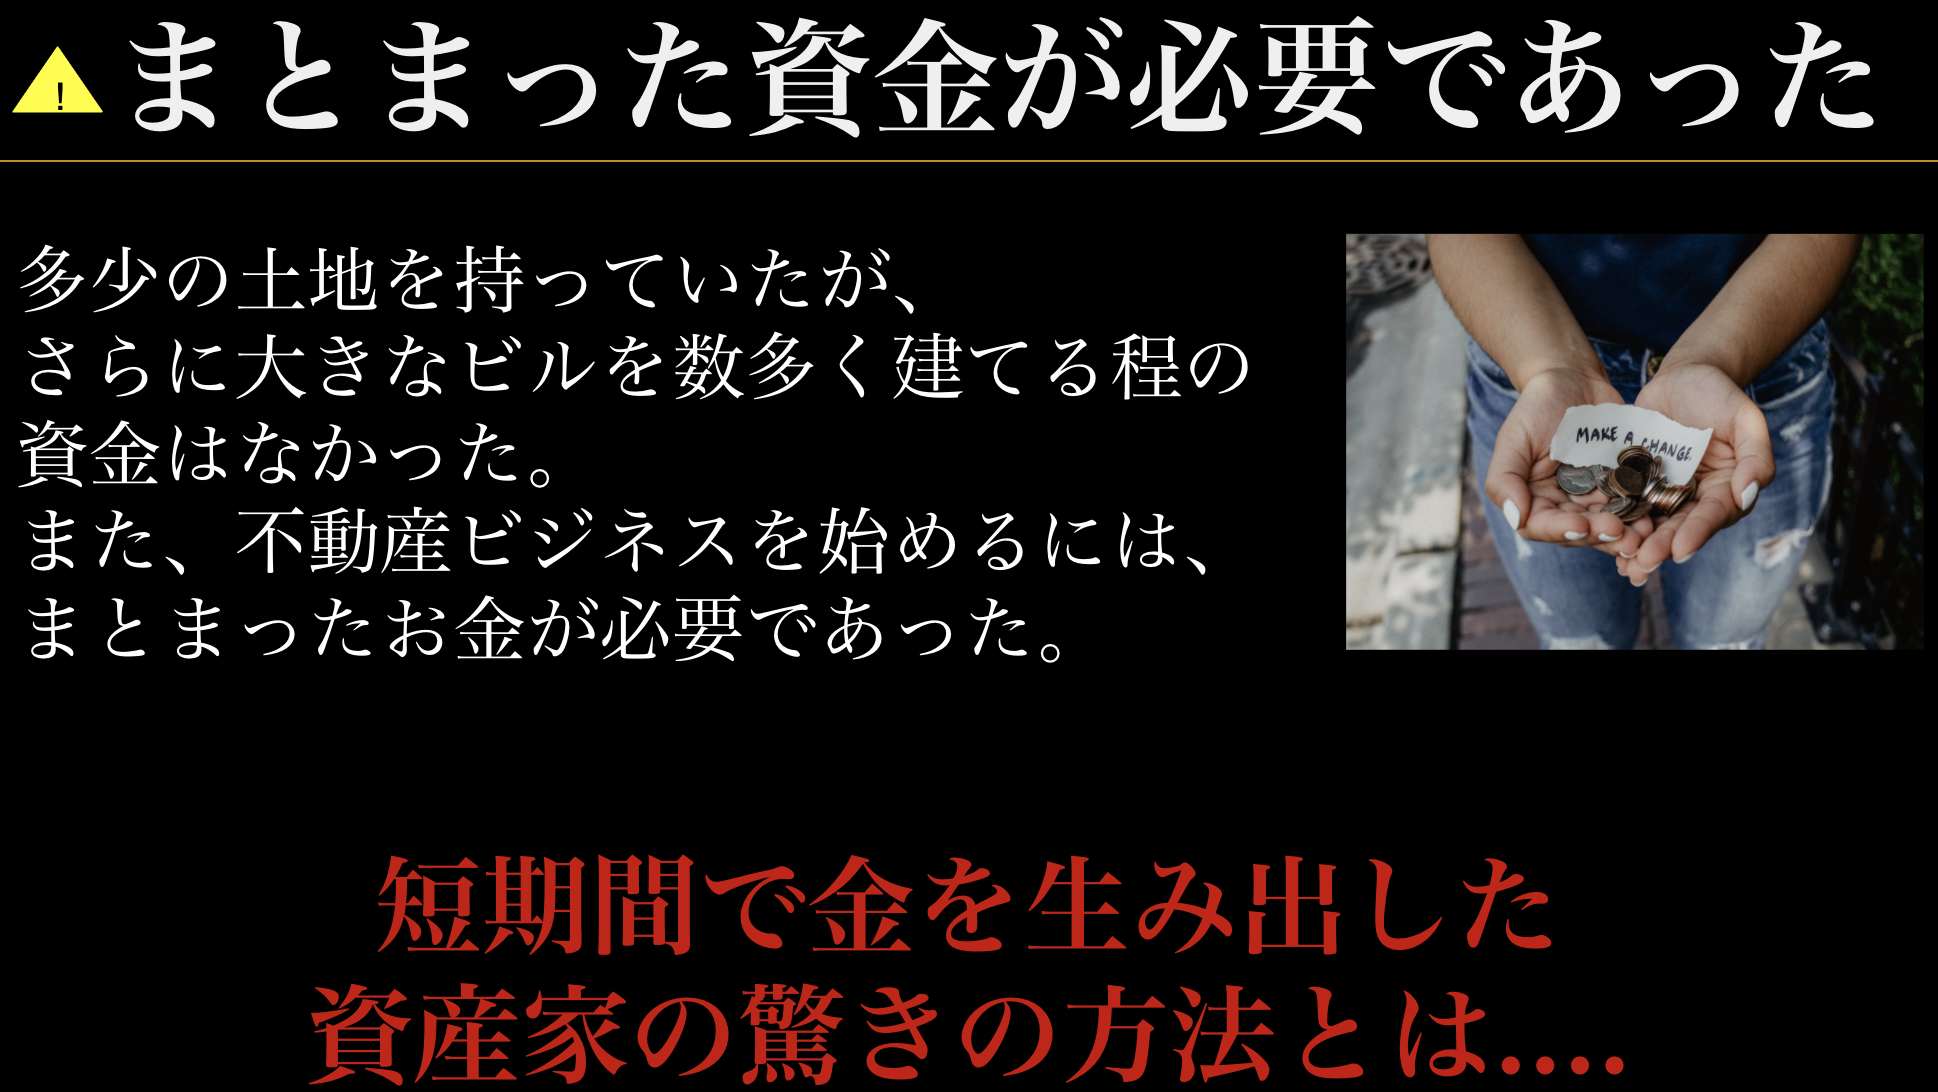 ! まとまった資金が必要であった
多少の土地を持っていたが、
さらに大きなビルを数多く建てる程の
資金はなかった。
また、不動産ビジネスを始めるには、
まとまったお金が必要であった。
MAKE A CHANGE.
短期間で金を生み出した
資産家の驚きの方法とは....